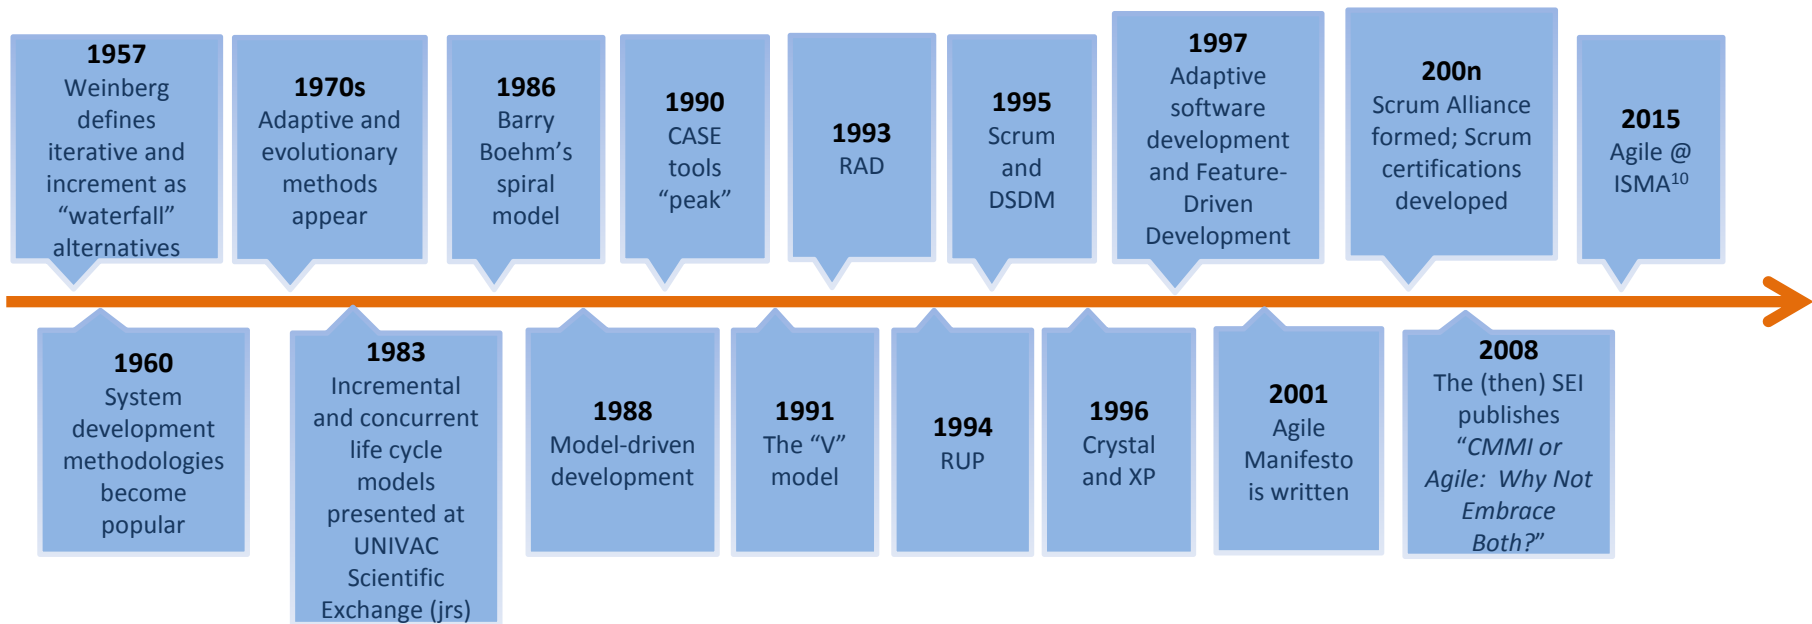 1957
Weinberg
defines
iterative and
increment as
“waterfall”
alternatives
1970s
Adaptive and
evolutionary
methods
appear
1986
Barry
Boehm’s
spiral
model
1990
CASE
tools
“peak”
1993
RAD
1995
Scrum
and
DSDM
1997
Adaptive
software
development
and Feature-
Driven
Development
200n
Scrum Alliance
formed; Scrum
certifications
developed
2015
Agile @
ISMA¹⁰
1960
System
development
methodologies
become
popular
1983
Incremental
and concurrent
life cycle
models
presented at
UNIVAC
Scientific
Exchange (jrs)
1988
Model-driven
development
1991
The “V”
model
1994
RUP
1996
Crystal
and XP
2001
Agile
Manifesto
is written
2008
The (then) SEI
publishes
“CMMI or
Agile: Why Not
Embrace
Both?”